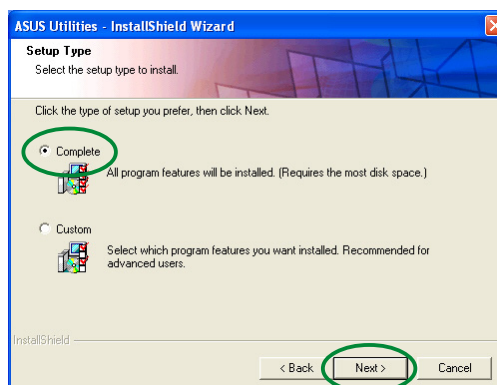 ASUS Utilities - InstallShield Wizard
Setup Type
Select the setup type to install.
Click the type of setup you prefer, then click Next.
Complete
All program features will be installed. (Requires the most disk space.)
Custom
Select which program features you want installed. Recommended for
advanced users.
InstallShield
< Back
Next >
Cancel